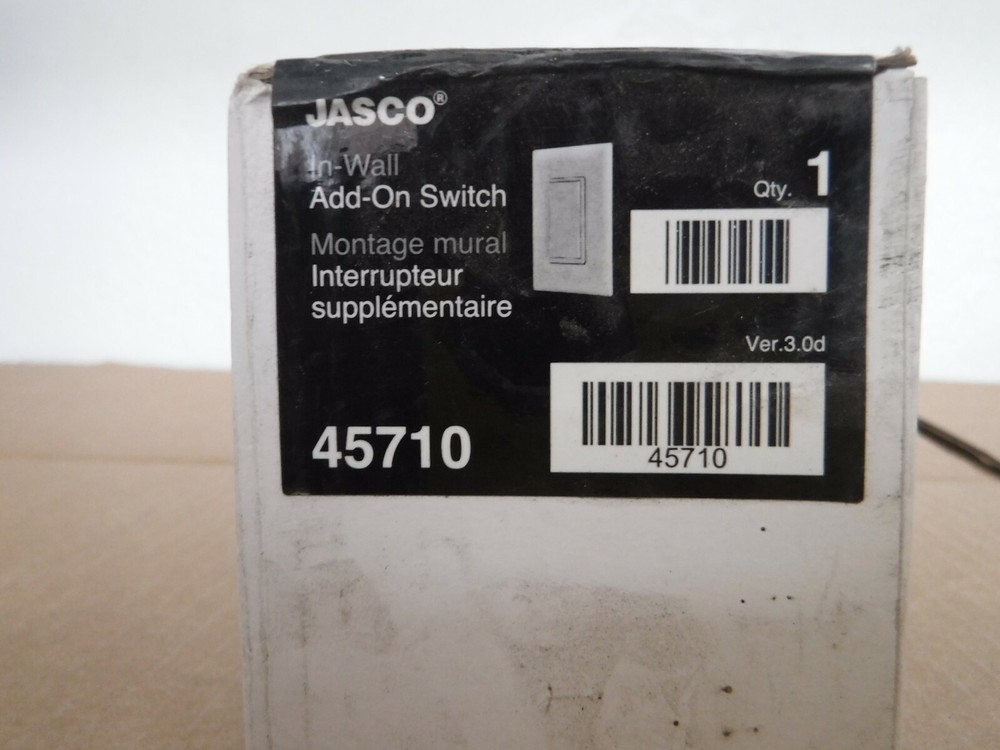 JASCO®
In-Wall
Add-On Switch
Montage mural
Interrupteur
supplémentaire
45710
Qty. 1
Ver.3.0d
45710